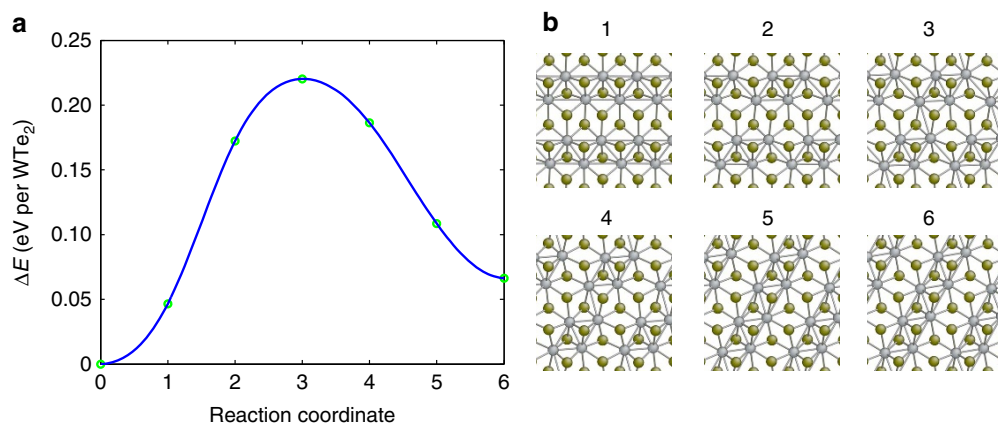 a
ΔE (eV per WTe₂)
0.25
0.20
0.15
0.10
0.05
0
0 1 2 3 4 5 6
Reaction coordinate
b
1 2 3
4 5 6